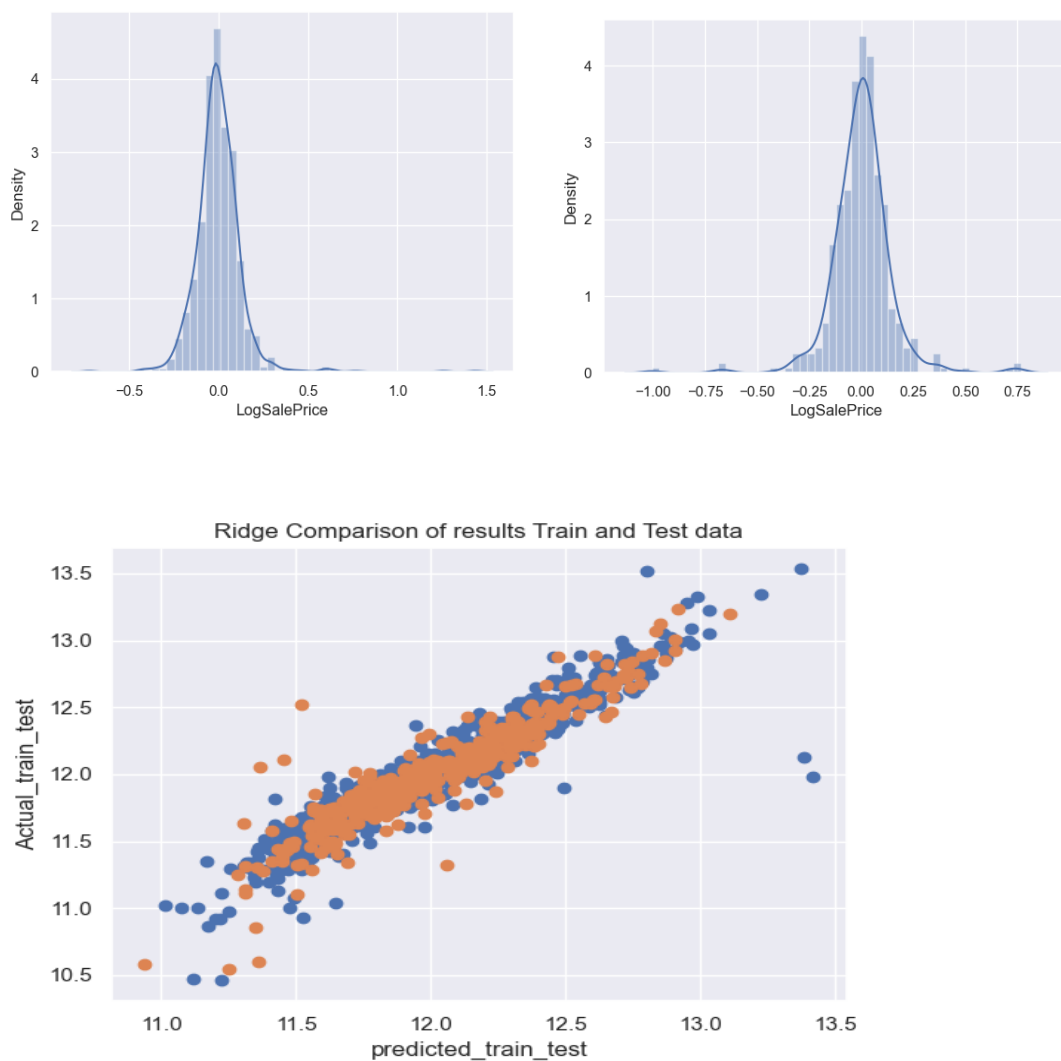 4
3
2
1
0
Density
−0.5 0.0 0.5 1.0 1.5
LogSalePrice
4
3
2
1
0
Density
−1.00 −0.75 −0.50 −0.25 0.00 0.25 0.50 0.75
LogSalePrice
Ridge Comparison of results Train and Test data
13.5
13.0
12.5
12.0
11.5
11.0
10.5
Actual_train_test
11.0 11.5 12.0 12.5 13.0 13.5
predicted_train_test